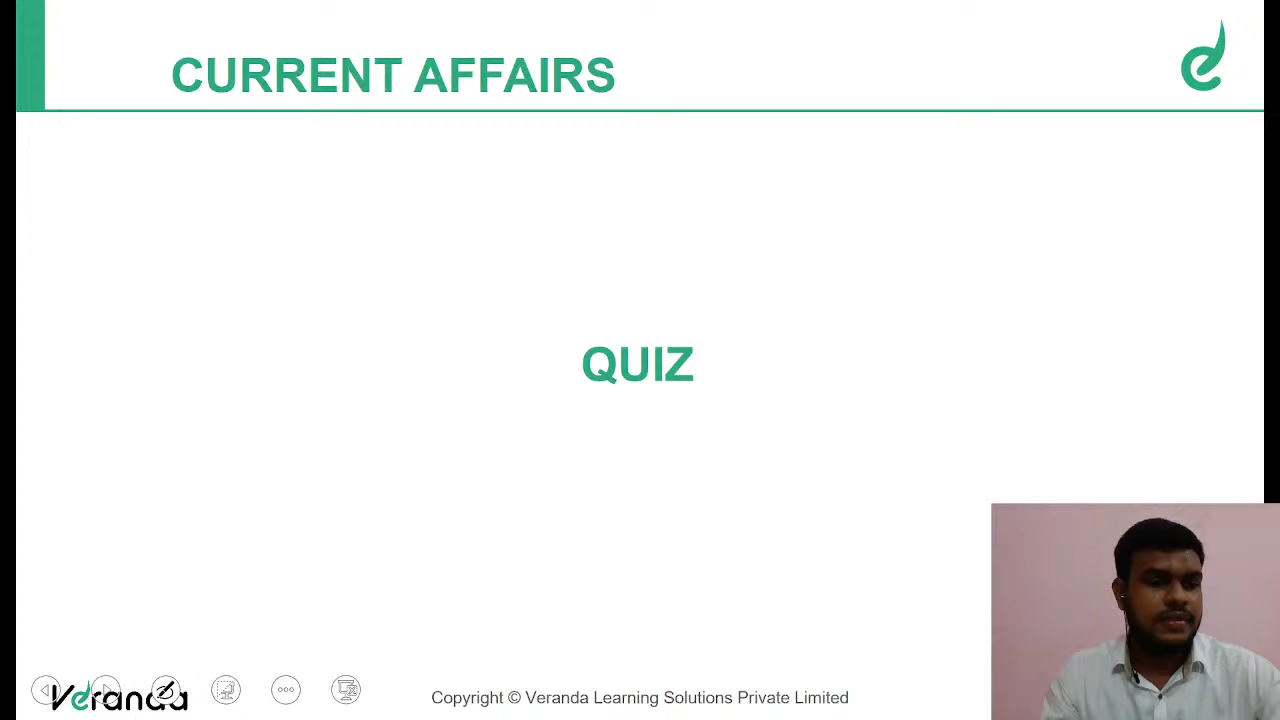 CURRENT AFFAIRS
QUIZ
Veranda
Copyright © Veranda Learning Solutions Private Limited